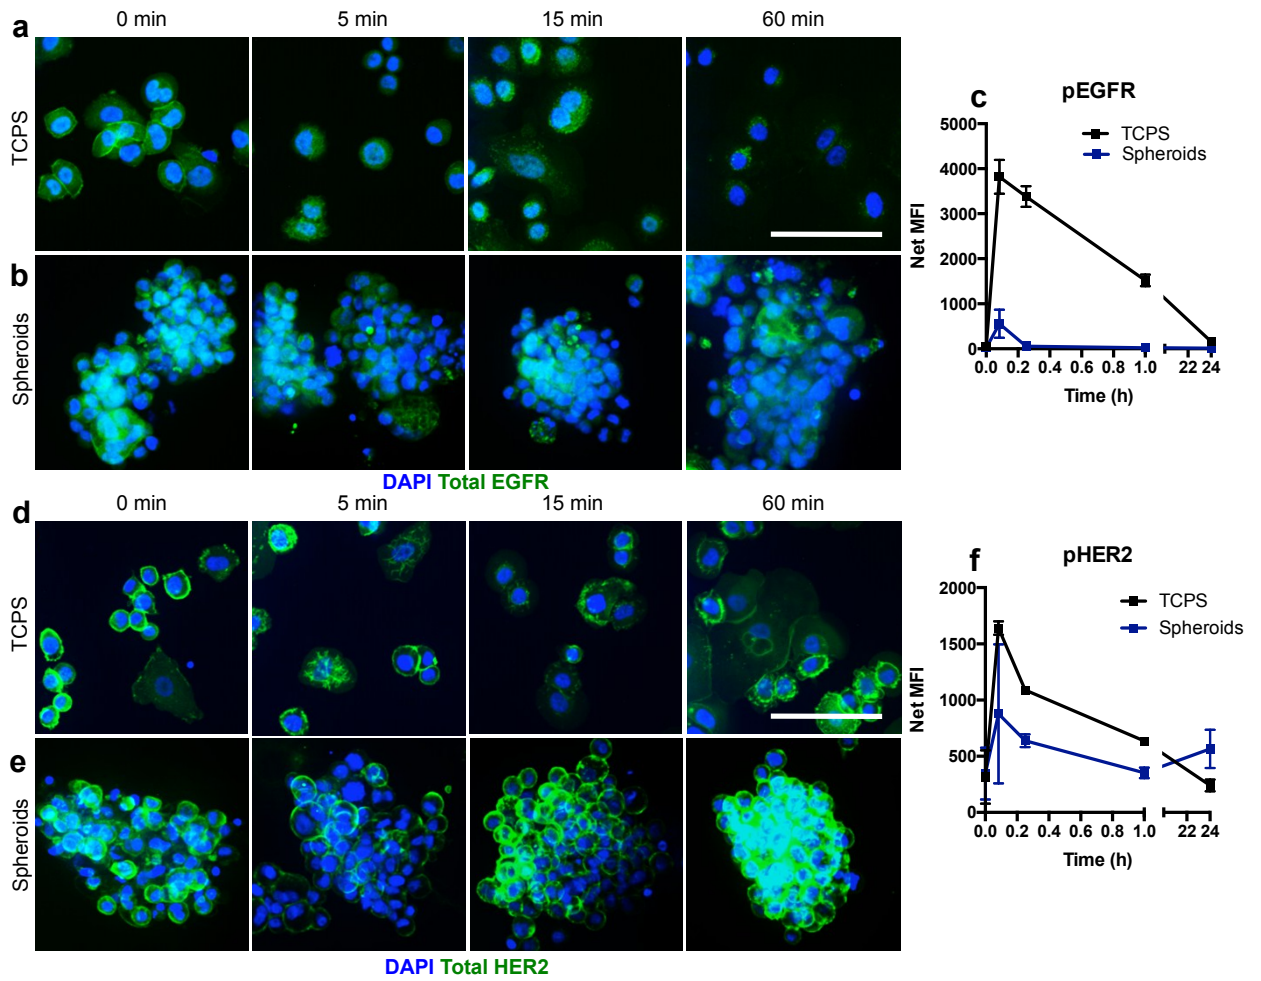 a
0 min 5 min 15 min 60 min
TCPS
b
Spheroids
DAPI Total EGFR
c
pEGFR
TCPS
Spheroids
5000
4000
3000
2000
1000
0
Net MFI
0.0 0.2 0.4 0.6 0.8 1.0 22 24
Time (h)
d
0 min 5 min 15 min 60 min
TCPS
e
Spheroids
DAPI Total HER2
f
pHER2
TCPS
Spheroids
2000
1500
1000
500
0
Net MFI
0.0 0.2 0.4 0.6 0.8 1.0 22 24
Time (h)